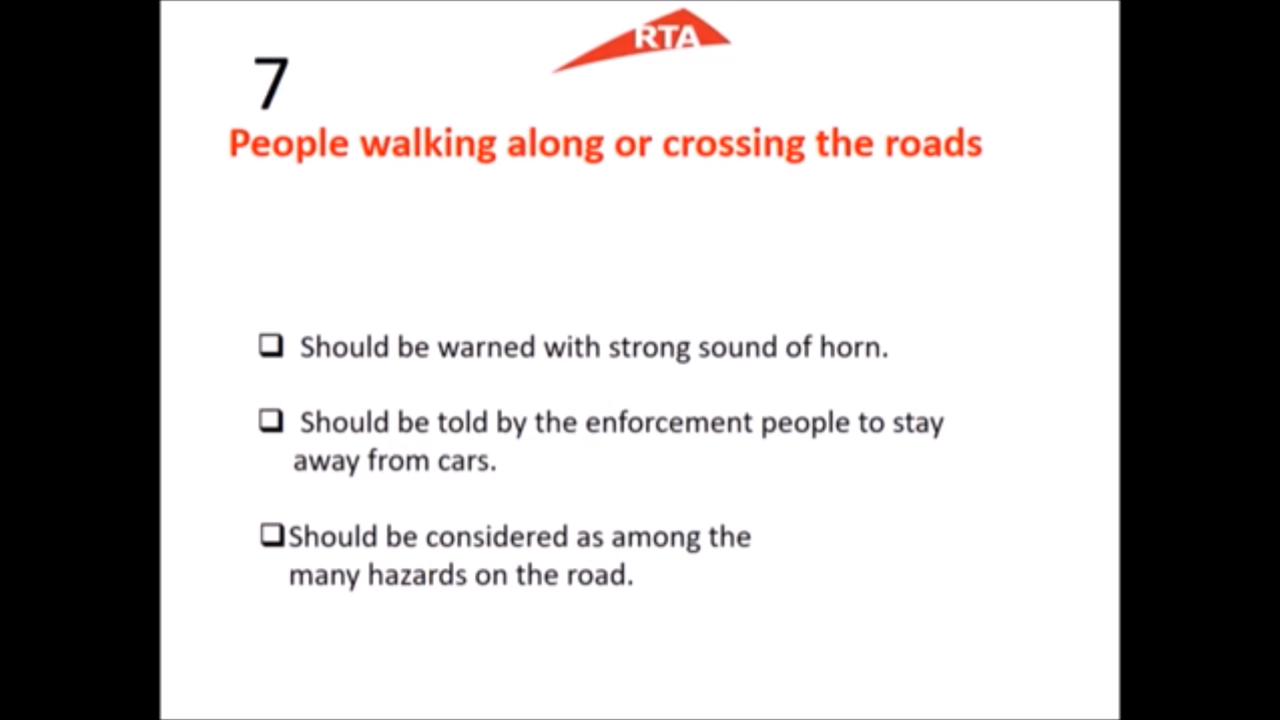 RTA
7
People walking along or crossing the roads
❑ Should be warned with strong sound of horn.
❑ Should be told by the enforcement people to stay
away from cars.
❑Should be considered as among the
many hazards on the road.